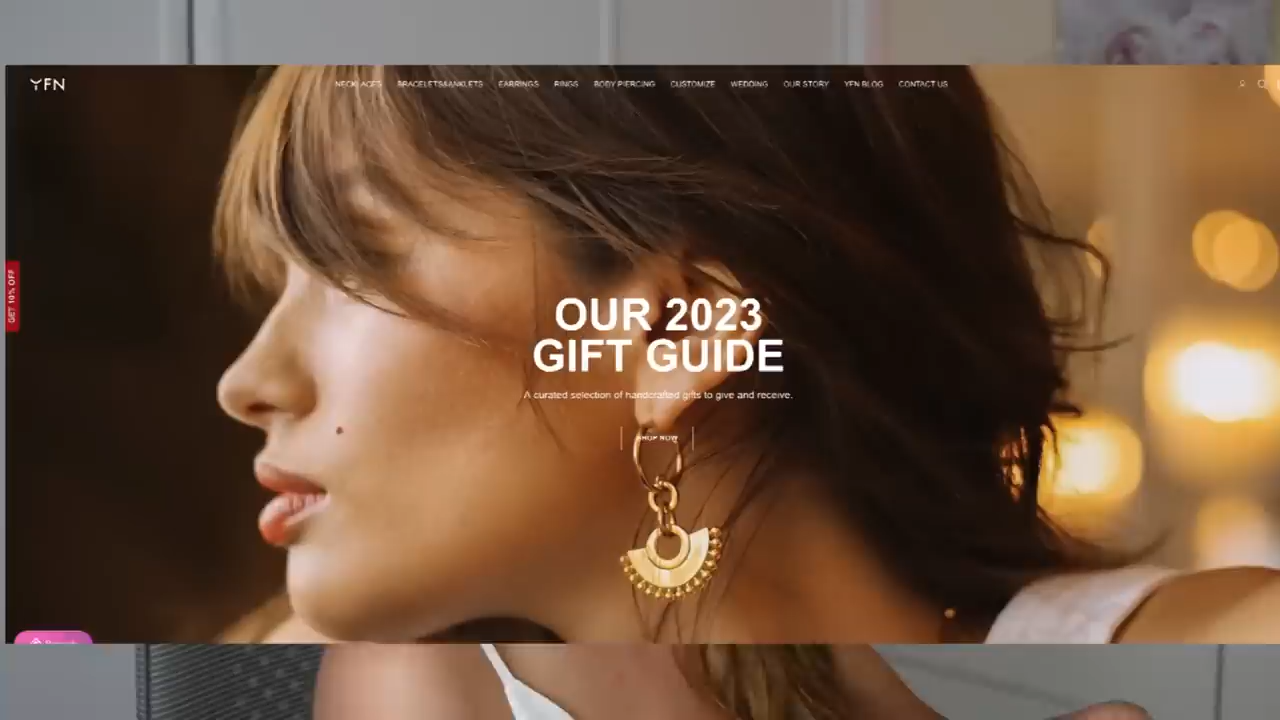 YFN
NECKLACES BRACELETS&ANKLETS EARRINGS RINGS BODY PIERCING CUSTOMIZE WEDDING OUR STORY YFN BLOG CONTACT US
GET 10% OFF
OUR 2023
GIFT GUIDE
A curated selection of handcrafted gifts to give and receive.
SHOP NOW